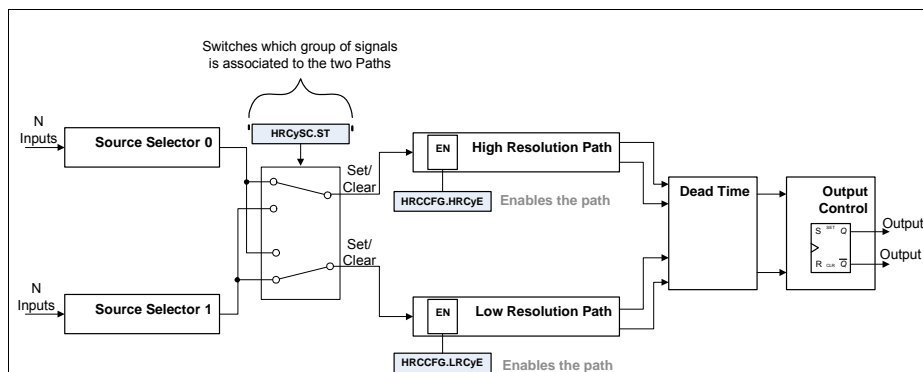 Switches which group of signals
is associated to the two Paths
HRCySC.ST
N
Inputs
Source Selector 0
Set/
Clear
EN
High Resolution Path
HRCCFG.HRCyE
Enables the path
Dead Time
Output
Control
S
SET
Q
R
CLR
Q
Output
Output
Set/
Clear
N
Inputs
Source Selector 1
EN
Low Resolution Path
HRCCFG.LRCyE
Enables the path